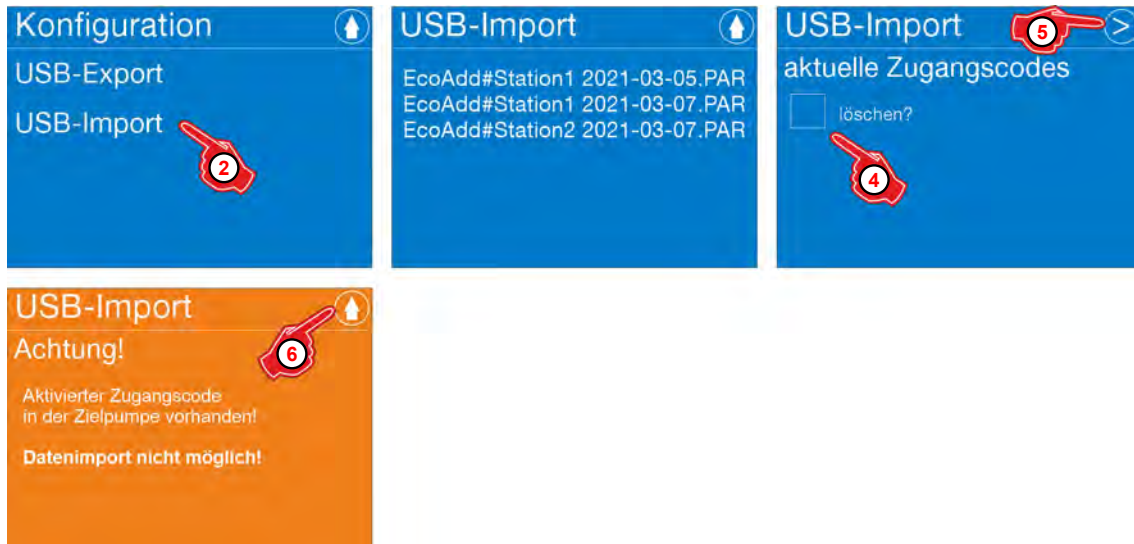 Konfiguration
USB-Export
USB-Import
2
USB-Import
EcoAdd#Station1 2021-03-05.PAR
EcoAdd#Station1 2021-03-07.PAR
EcoAdd#Station2 2021-03-07.PAR
USB-Import
5
>
aktuelle Zugangscodes
löschen?
4
USB-Import
Achtung!
6
Aktivierter Zugangscode
in der Zielpumpe vorhanden!
Datenimport nicht möglich!